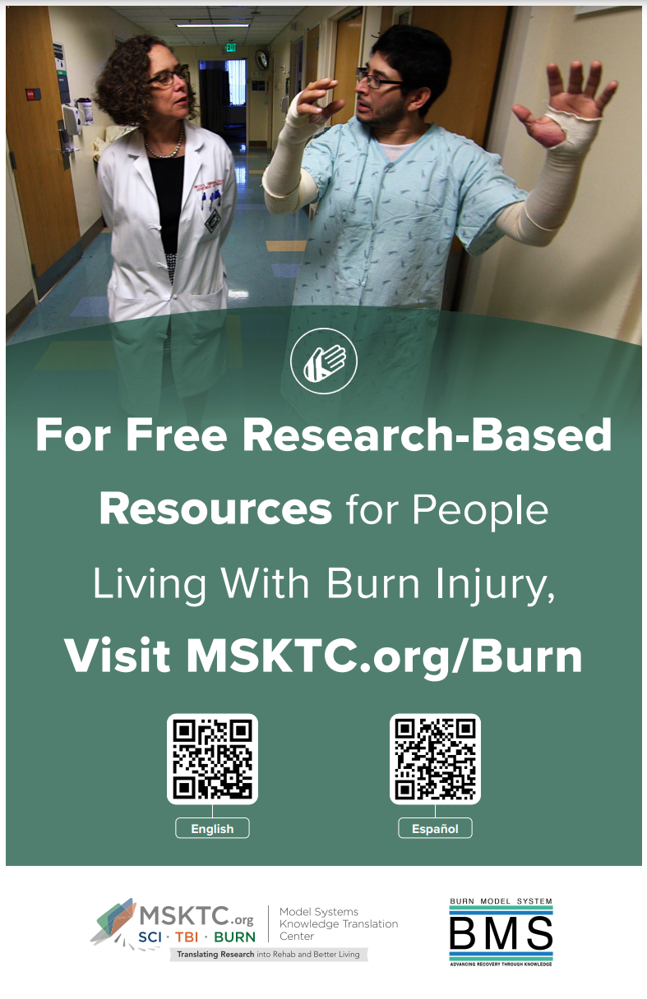 EXIT
For Free Research-Based
Resources for People
Living With Burn Injury,
Visit MSKTC.org/Burn
English
Español
MSKTC.org
SCI · TBI · BURN
Model Systems
Knowledge Translation
Center
Translating Research into Rehab and Better Living
BURN MODEL SYSTEM
BMS
ADVANCING RECOVERY THROUGH KNOWLEDGE